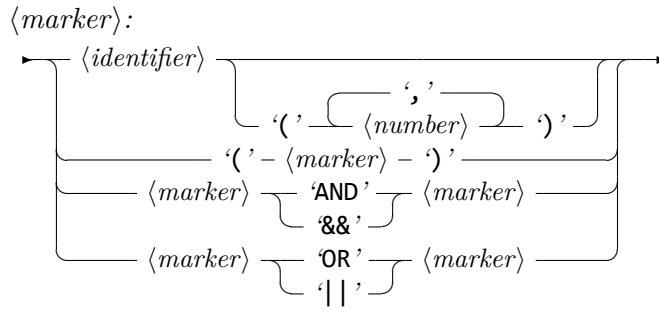 ⟨marker⟩:
⟨identifier⟩
‘,’
‘(’ ⟨number⟩ ‘)’
‘(’ ⟨marker⟩ ‘)’
⟨marker⟩ ‘AND’ ⟨marker⟩
‘&&’
⟨marker⟩ ‘OR’ ⟨marker⟩
‘||’